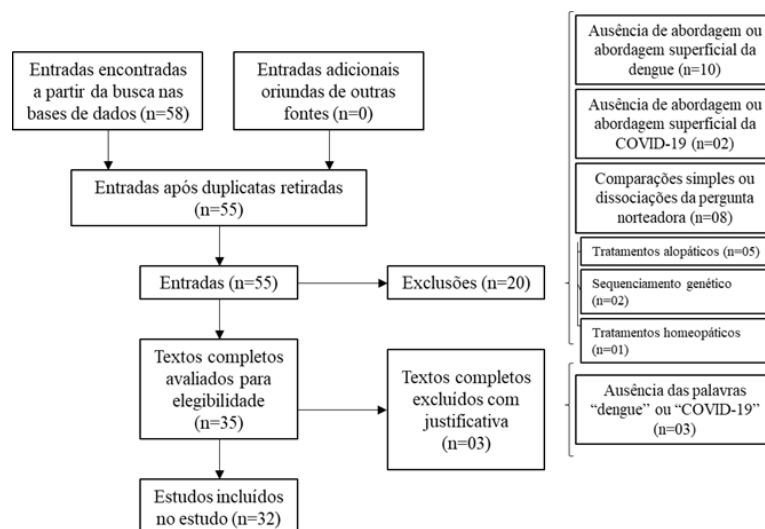 Entradas encontradas
a partir da busca nas
bases de dados (n=58)
Entradas adicionais
oriundas de outras
fontes (n=0)
Entradas após duplicatas retiradas
(n=55)
Entradas (n=55)
Exclusões (n=20)
Textos completos
avaliados para
elegibilidade
(n=35)
Textos completos
excluídos com
justificativa
(n=03)
Estudos incluídos
no estudo (n=32)
Ausência de abordagem ou
abordagem superficial da
dengue (n=10)
Ausência de abordagem ou
abordagem superficial da
COVID-19 (n=02)
Comparações simples ou
dissociações da pergunta
norteadora (n=08)
Tratamentos alopáticos (n=05)
Sequenciamento genético
(n=02)
Tratamentos homeopáticos
(n=01)
Ausência das palavras
“dengue” ou “COVID-19”
(n=03)